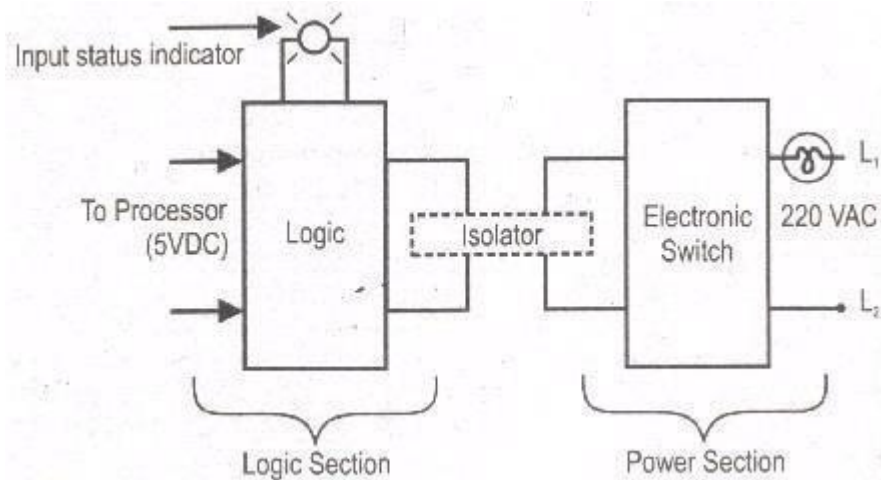 Input status indicator
L₁
To Processor
(5VDC)
Logic
Isolator
Electronic
Switch
220 VAC
L₂
Logic Section
Power Section